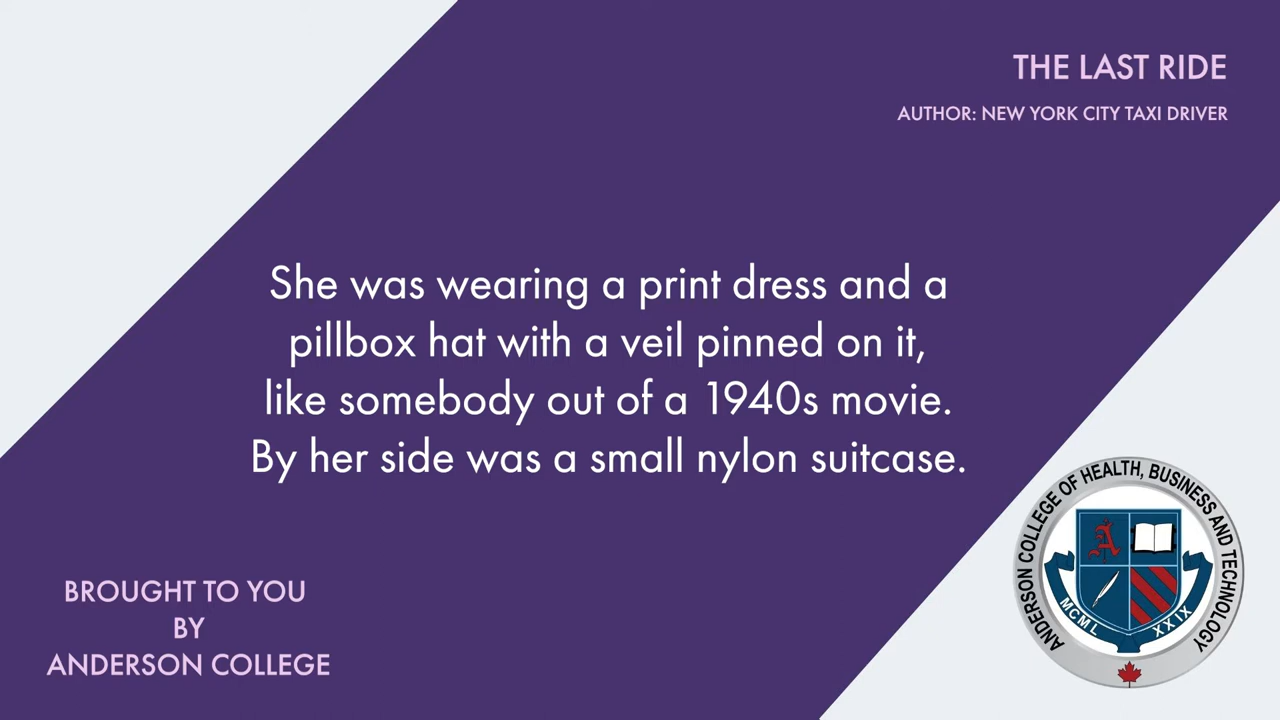 THE LAST RIDE
AUTHOR: NEW YORK CITY TAXI DRIVER
She was wearing a print dress and a
pillbox hat with a veil pinned on it,
like somebody out of a 1940s movie.
By her side was a small nylon suitcase.
BROUGHT TO YOU
BY
ANDERSON COLLEGE
ANDERSON COLLEGE OF HEALTH, BUSINESS AND TECHNOLOGY
A
MCML XXIX